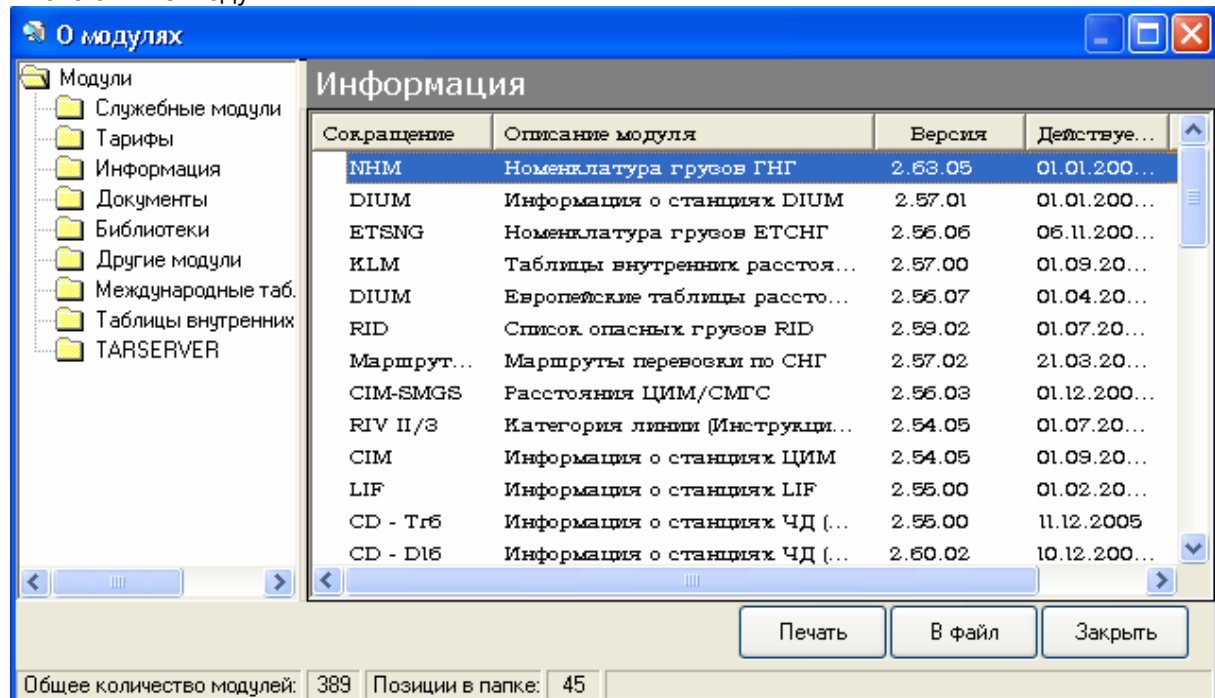 О модулях
Модули
Служебные модули
Тарифы
Информация
Документы
Библиотеки
Другие модули
Международные таб.
Таблицы внутренних
TARSERVER
Информация
Сокращение Описание модуля Версия Действуе...
NHM Номенклатура грузов ГНГ 2.63.05 01.01.200...
DIUM Информация о станциях DIUM 2.57.01 01.01.200...
ETSNG Номенклатура грузов ЕТСНГ 2.56.06 06.11.200...
KLM Таблицы внутренних расстоя... 2.57.00 01.09.20...
DIUM Европейские таблицы рассто... 2.56.07 01.04.20...
RID Список опасных грузов RID 2.59.02 01.07.20...
Маршрут... Маршруты перевозки по СНГ 2.57.02 21.03.20...
CIM-SMGS Расстояния ЦИМ/СМГС 2.56.03 01.12.200...
RIV II/3 Категория линии (Инструкци... 2.54.05 01.07.20...
CIM Информация о станциях ЦИМ 2.54.05 01.09.20...
LIF Информация о станциях LIF 2.55.00 01.02.20...
CD - Tr6 Информация о станциях ЧД (... 2.55.00 11.12.2005
CD - D16 Информация о станциях ЧД (... 2.60.02 10.12.200...
Печать В файл Закрыть
Общее количество модулей: 389 Позиции в папке: 45